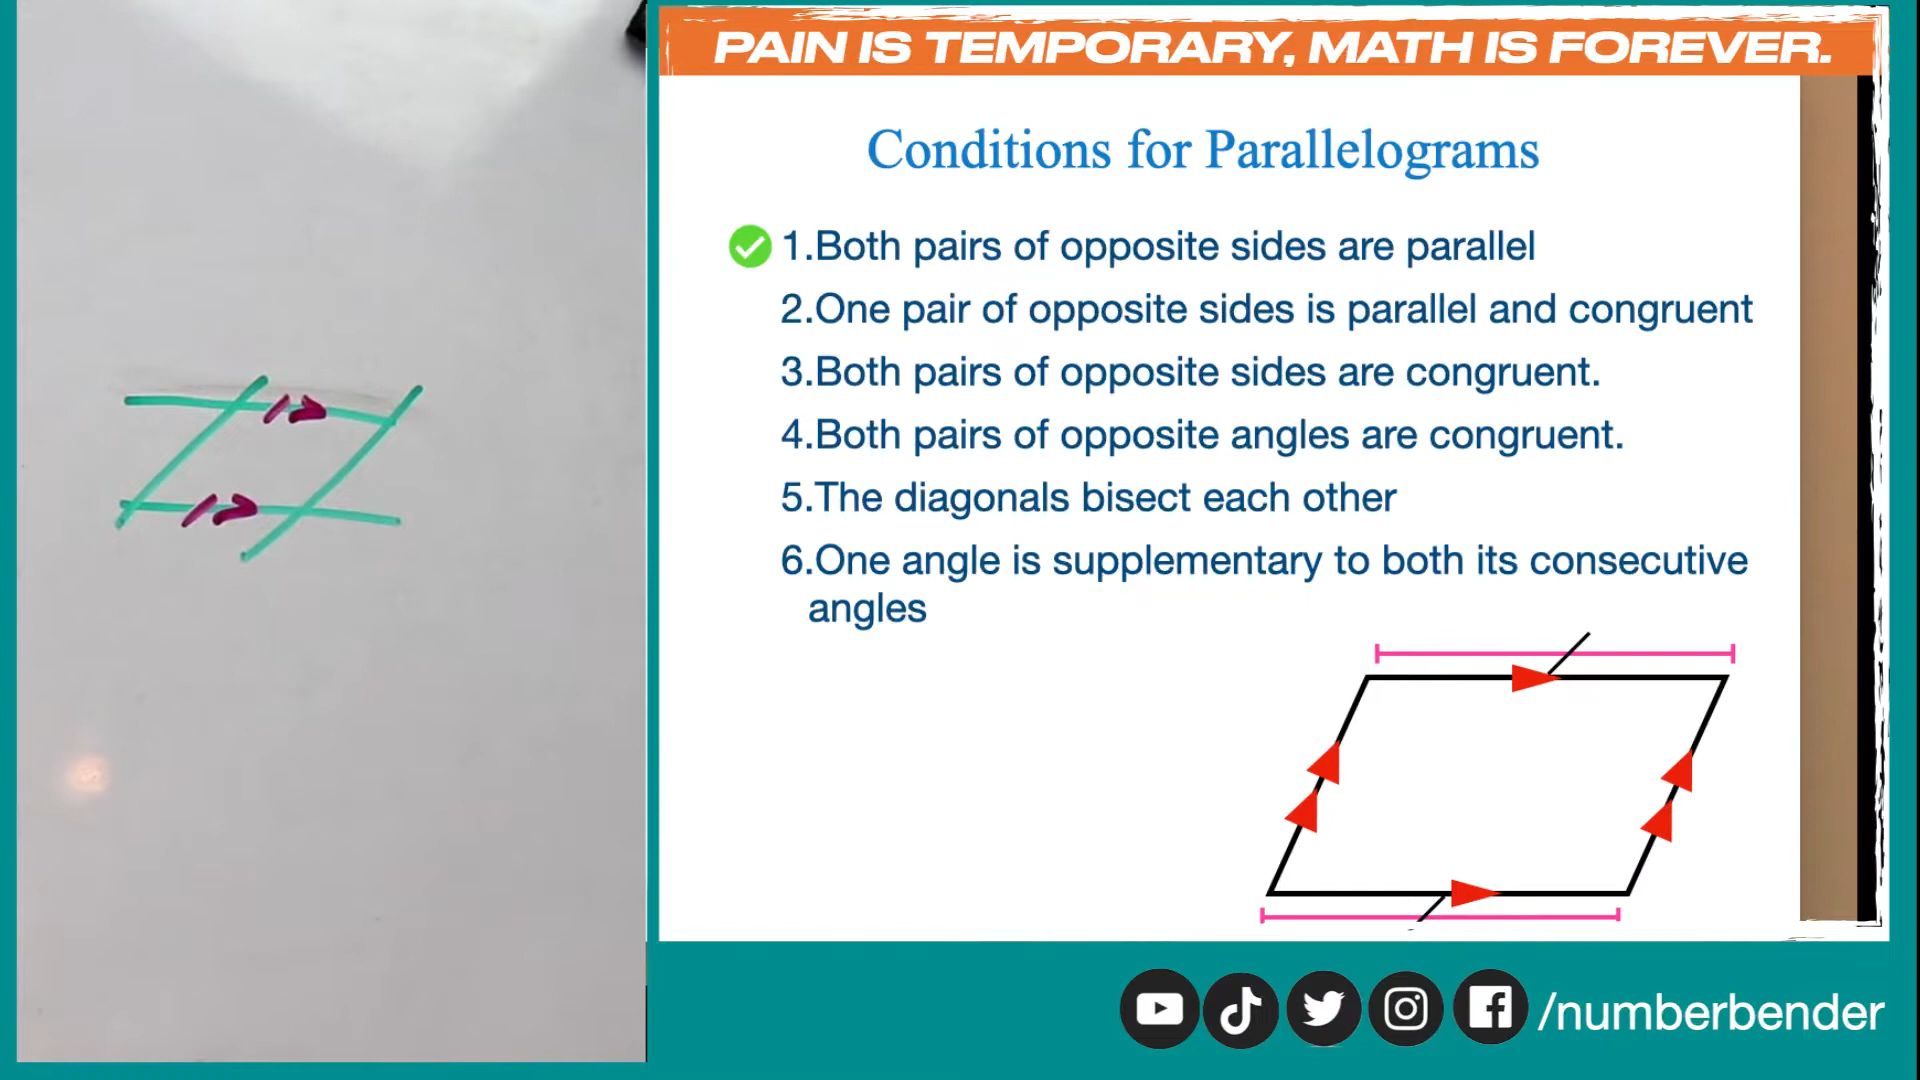 PAIN IS TEMPORARY, MATH IS FOREVER.
Conditions for Parallelograms
1.Both pairs of opposite sides are parallel
2.One pair of opposite sides is parallel and congruent
3.Both pairs of opposite sides are congruent.
4.Both pairs of opposite angles are congruent.
5.The diagonals bisect each other
6.One angle is supplementary to both its consecutive
angles
/numberbender